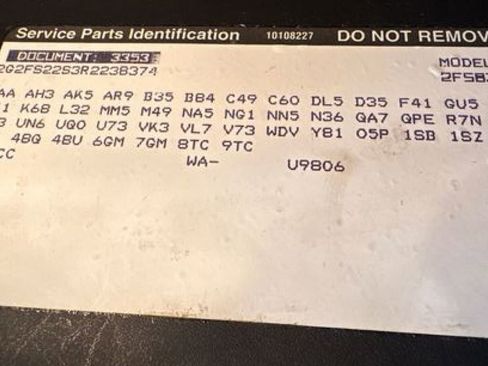 Service Parts Identification 10108227 DO NOT REMOV
DOCUMENT: 3353 MODEL
2G2FS22S3R2238374 2FS8
AA AH3 AK5 AR9 B35 BB4 C49 C60 DL5 D35 F41 GU5
1 K68 L32 MM5 M49 NA5 NG1 NN5 N36 QA7 QPE R7N
3 UN6 UQ0 U73 VK3 VL7 V73 WDV Y81 05P 1SB 1SZ
48Q 4BU 6GM 7GM 8TC 9TC
CC WA- U9806